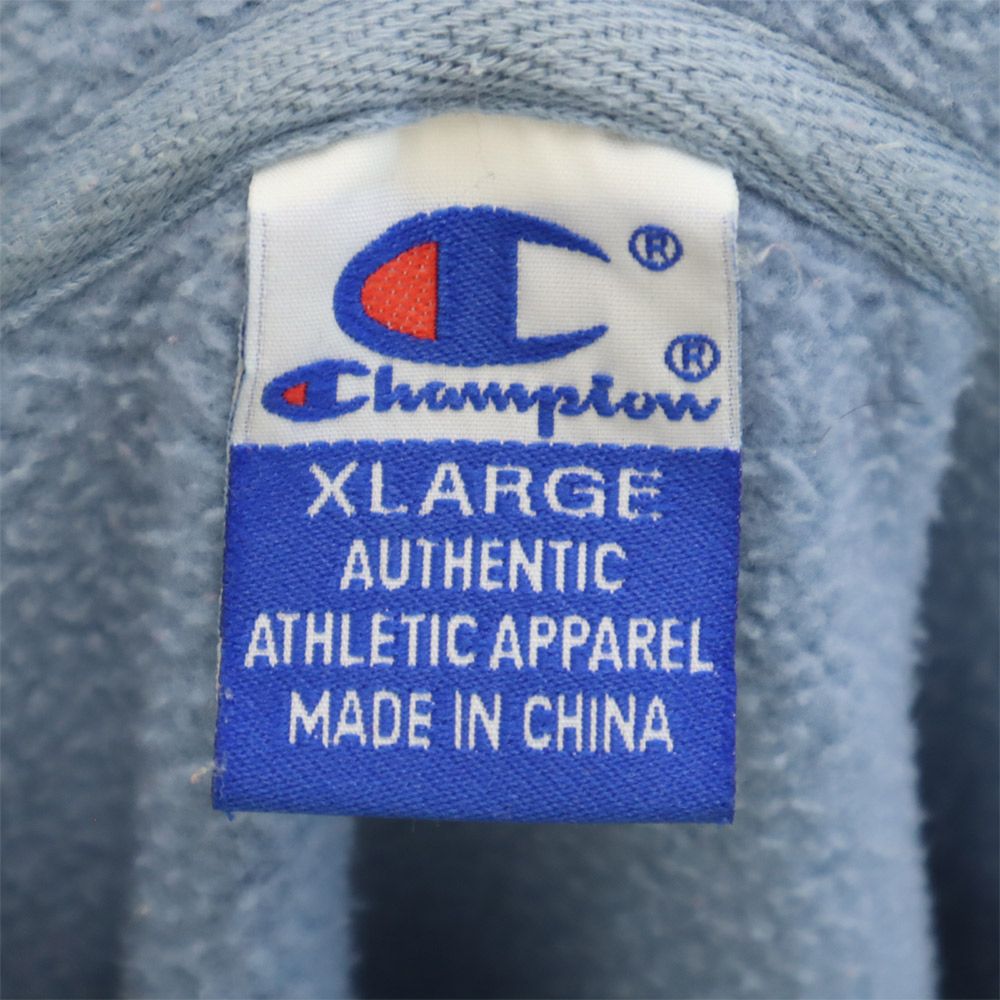 ®
Champion®
XLARGE
AUTHENTIC
ATHLETIC APPAREL
MADE IN CHINA